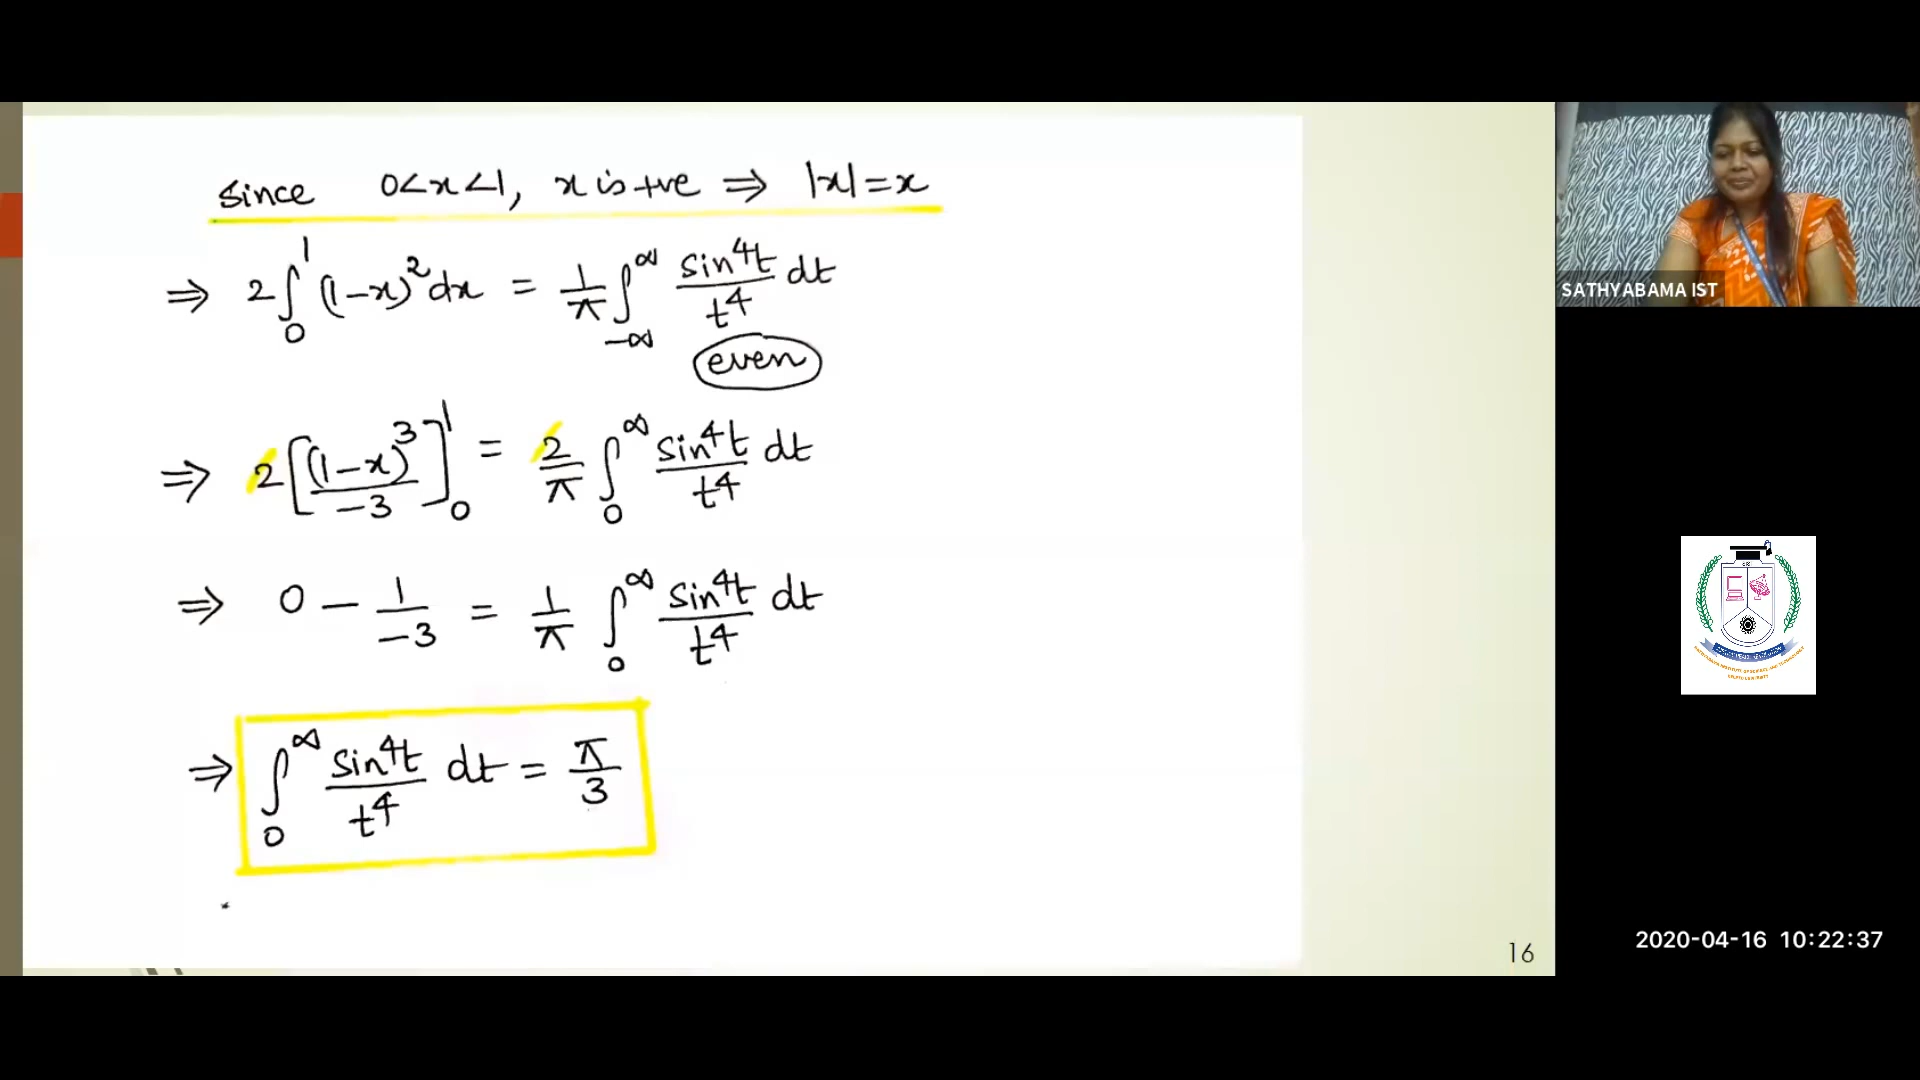 since 0<x<1, x is +ve ⇒ |x|=x
⇒ 2∫₀¹ (1-x)² dx = 1/π ∫_{-∞}^{∞} sin⁴t/t⁴ dt
even
⇒ 2[(1-x)³/-3]₀¹ = 2/π ∫₀^∞ sin⁴t/t⁴ dt
⇒ 0 - 1/-3 = 1/π ∫₀^∞ sin⁴t/t⁴ dt
⇒ ∫₀^∞ sin⁴t/t⁴ dt = π/3
16
SATHYABAMA IST
2020-04-16 10:22:37